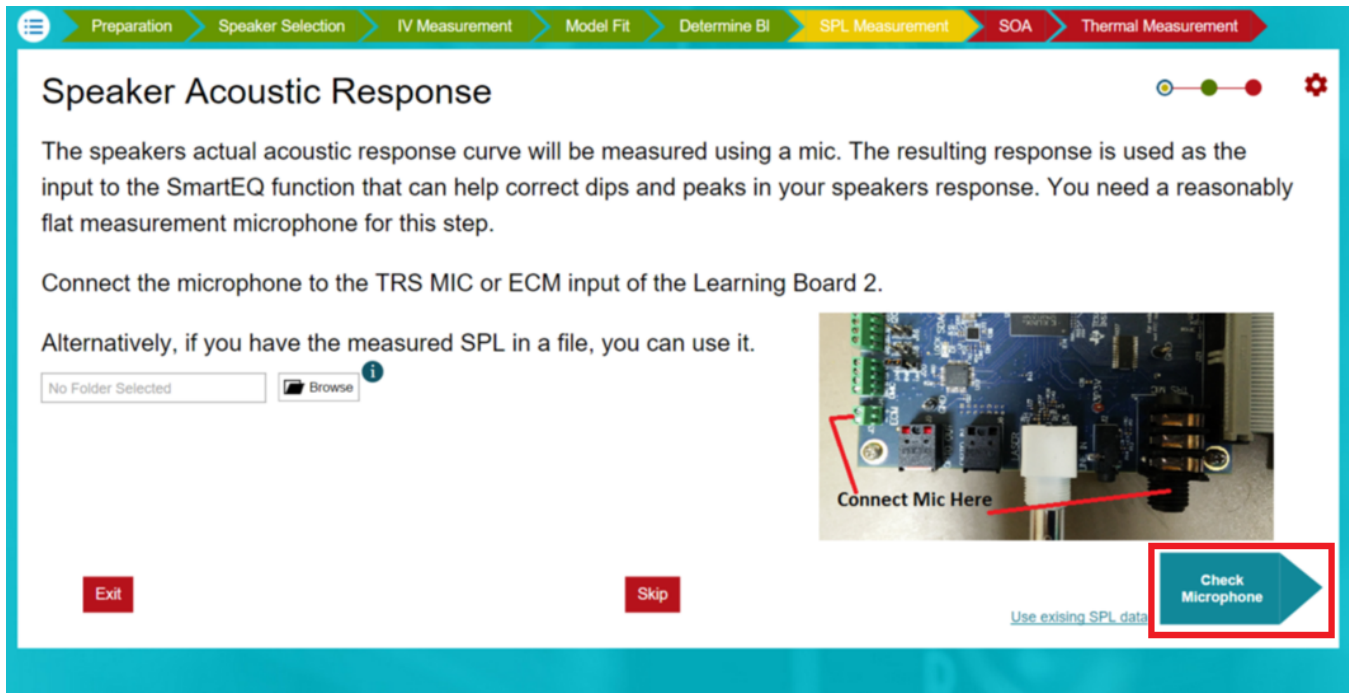 Preparation
Speaker Selection
IV Measurement
Model Fit
Determine BI
SPL Measurement
SOA
Thermal Measurement
Speaker Acoustic Response
The speakers actual acoustic response curve will be measured using a mic. The resulting response is used as the
input to the SmartEQ function that can help correct dips and peaks in your speakers response. You need a reasonably
flat measurement microphone for this step.
Connect the microphone to the TRS MIC or ECM input of the Learning Board 2.
Alternatively, if you have the measured SPL in a file, you can use it.
No Folder Selected
Browse
i
Connect Mic Here
Exit
Skip
Use exising SPL data
Check
Microphone